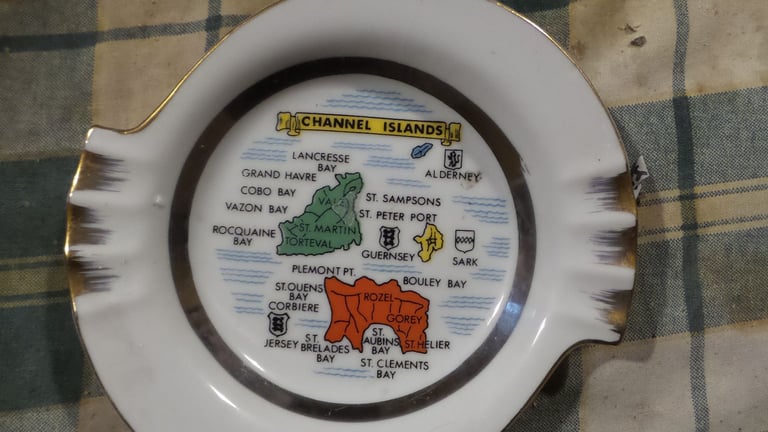 CHANNEL ISLANDS
LANCRESSE
BAY
GRAND HAVRE
ALDERNEY
COBO BAY
VALE
ST. SAMPSONS
VAZON BAY
ST. PETER PORT
ROCQUAINE
BAY
ST. MARTIN
TORTEVAL
GUERNSEY
SARK
PLEMONT PT.
BOULEY BAY
ST.OUENS
BAY
ROZEL
CORBIERE
GOREY
JERSEY
ST.
BRELADES
BAY
ST.
AUBINS
BAY
ST. HELIER
ST. CLEMENTS
BAY